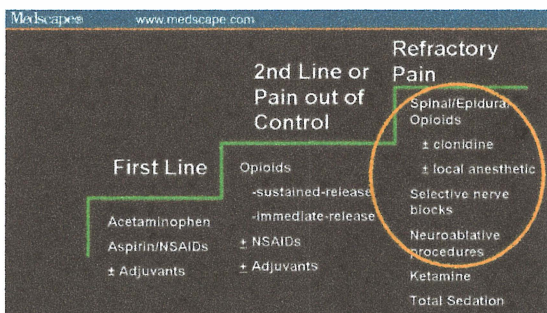 Medscape® www.medscape.com
First Line
Acetaminophen
Aspirin/NSAIDs
± Adjuvants
2nd Line or
Pain out of
Control
Opioids
-sustained-release
-immediate-release
± NSAIDs
± Adjuvants
Refractory
Pain
Spinal/Epidural
Opioids
± clonidine
± local anesthetic
Selective nerve
blocks
Neuroablative
procedures
Ketamine
Total Sedation